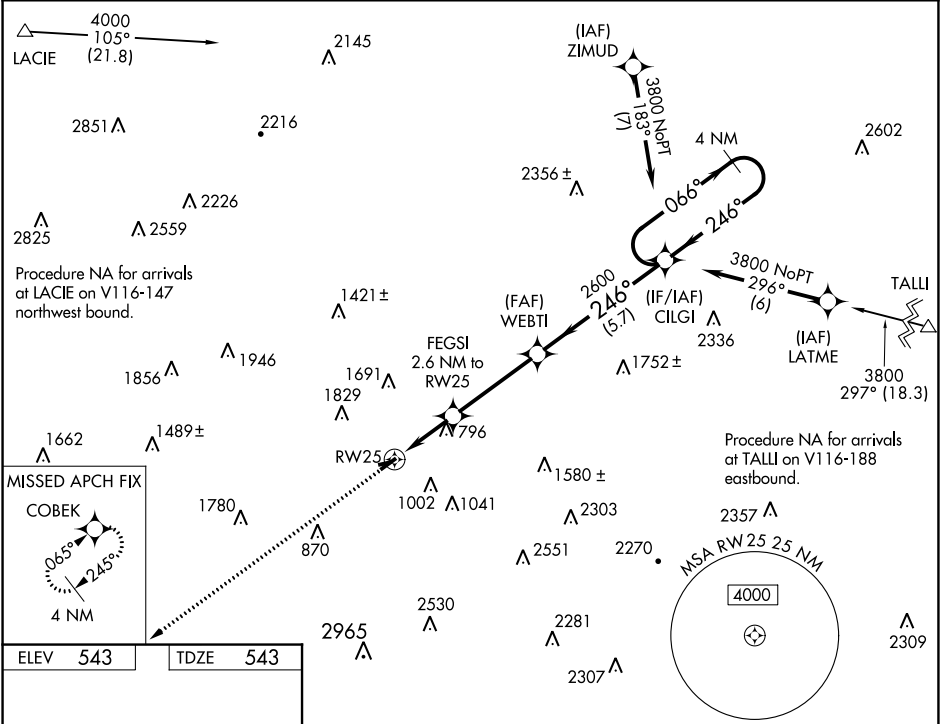 4000
105°
(21.8)
LACIE
2145
(IAF)
ZIMUD
3800 NoPT
183°
(7)
4 NM
2851
2216
2602
2356 ±
066°
246°
2226
2825
2559
Procedure NA for arrivals
at LACIE on V116-147
northwest bound.
3800 NoPT
296°
(6)
TALLI
2600
246°
(5.7)
(IF/IAF)
CILGI
(FAF)
WEBTI
1421 ±
2336
(IAF)
LATME
FEGSI
2.6 NM to
RW25
1946
1856
1691
1752 ±
3800
297° (18.3)
1829
796
1662
1489 ±
RW25
Procedure NA for arrivals
at TALLI on V116-188
eastbound.
MISSED APCH FIX
COBEK
065°
245°
4 NM
1580 ±
1002
1041
1780
870
2303
2357
2551
2270
MSA RW25 25 NM
4000
2530
2965
2281
2307
2309
ELEV 543
TDZE 543